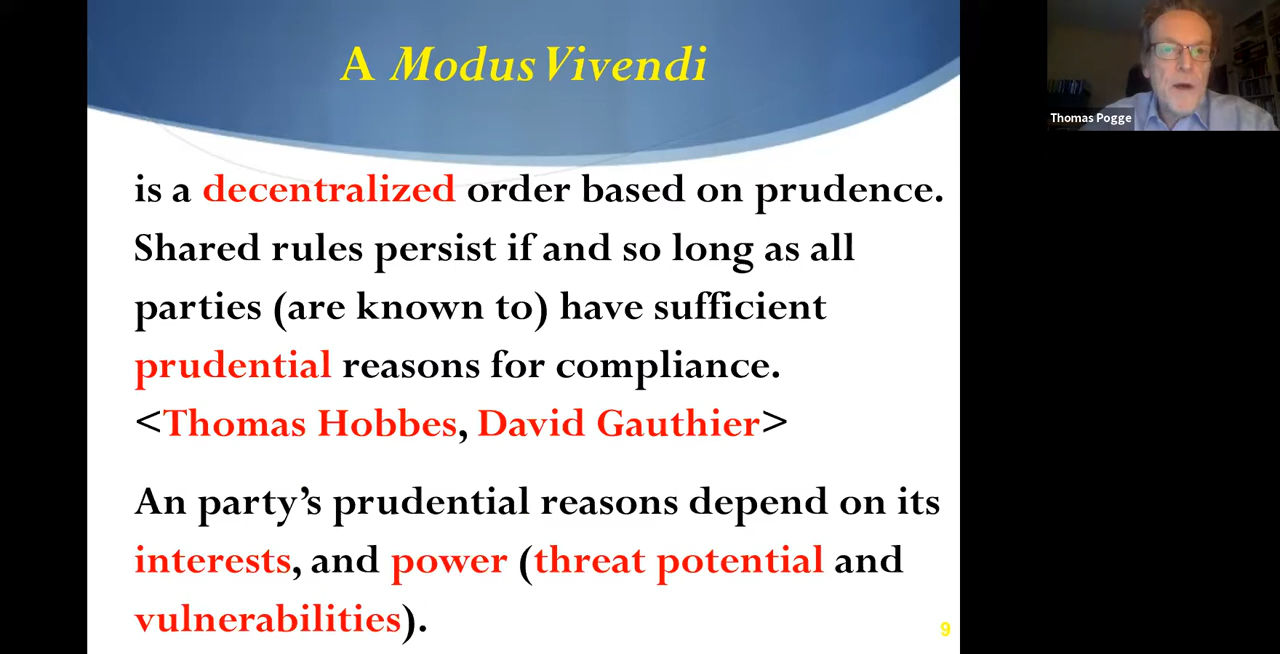 A Modus Vivendi
Thomas Pogge
is a decentralized order based on prudence.
Shared rules persist if and so long as all
parties (are known to) have sufficient
prudential reasons for compliance.
<Thomas Hobbes, David Gauthier>
An party’s prudential reasons depend on its
interests, and power (threat potential and
vulnerabilities).
9